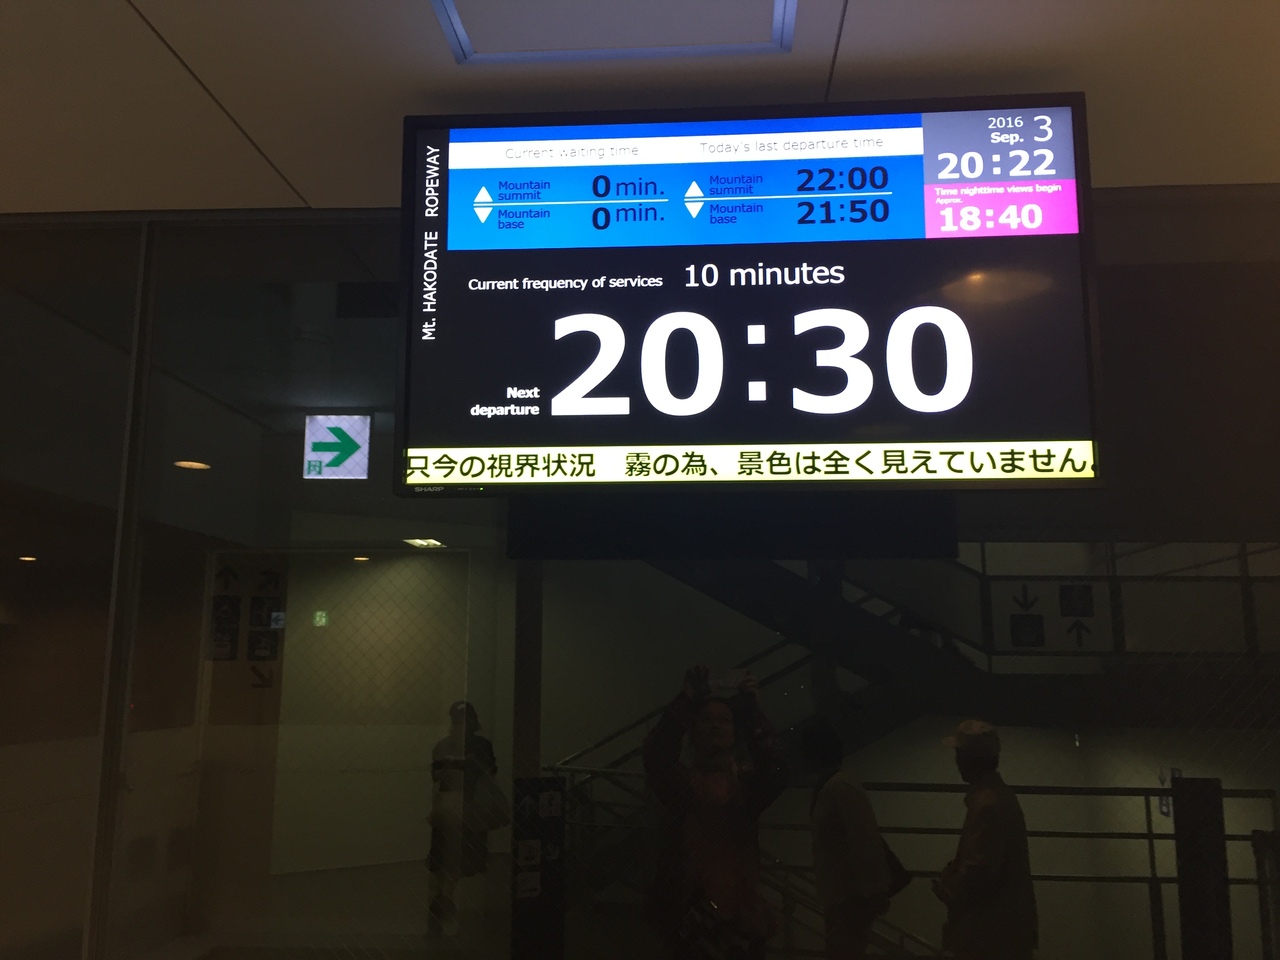 Mt. HAKODATE ROPEWAY
Current waiting time
Today's last departure time
Mountain summit 0 min.
Mountain base 0 min.
Mountain summit 22:00
Mountain base 21:50
2016 Sep. 3
20:22
Time nighttime views begin
Approx.
18:40
Current frequency of services 10 minutes
Next departure 20:30
只今の視界状況　霧の為、景色は全く見えていません。
SHARP